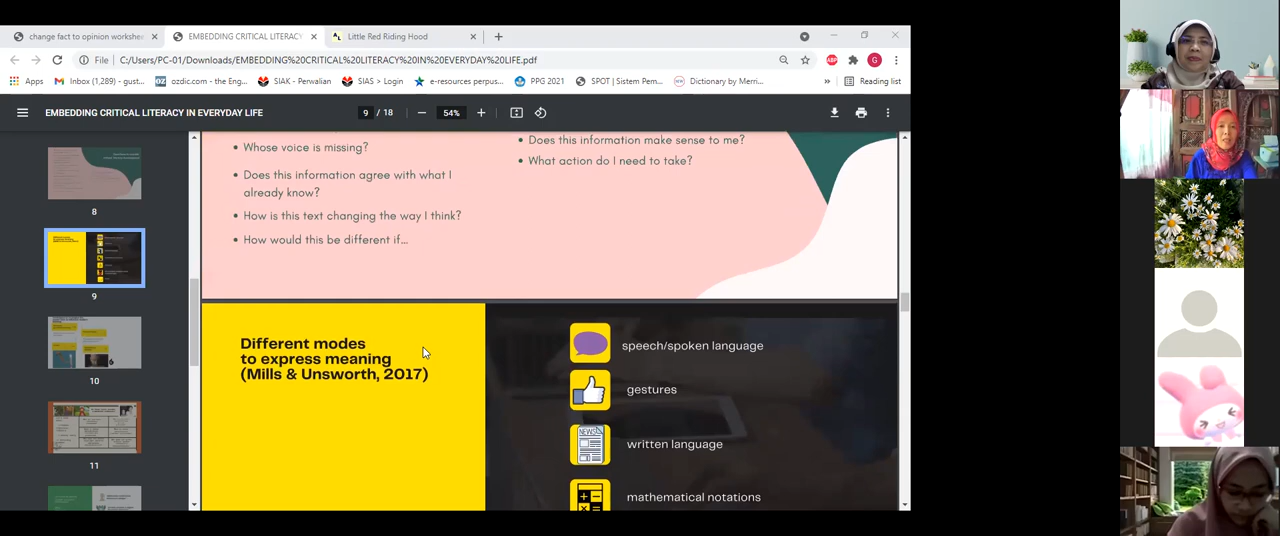 change fact to opinion workshee
EMBEDDING CRITICAL LITERACY
Little Red Riding Hood
File
C:/Users/PC-01/Downloads/EMBEDDING%20CRITICAL%20LITERACY%20IN%20EVERYDAY%20LIFE.pdf
G
Apps
Inbox (1,289) - gust...
ozdic.com - the Eng...
SIAK - Perwalian
SIAS > Login
e-resources perpus...
PPG 2021
SPOT | Sistem Pem...
Dictionary by Merri...
»
Reading list
EMBEDDING CRITICAL LITERACY IN EVERYDAY LIFE
9 / 18
54%
• Whose voice is missing?
• Does this information agree with what I
already know?
• How is this text changing the way I think?
• How would this be different if...
• Does this information make sense to me?
• What action do I need to take?
8
9
10
11
Different modes
to express meaning
(Mills & Unsworth, 2017)
speech/spoken language
gestures
NEWS
written language
mathematical notations